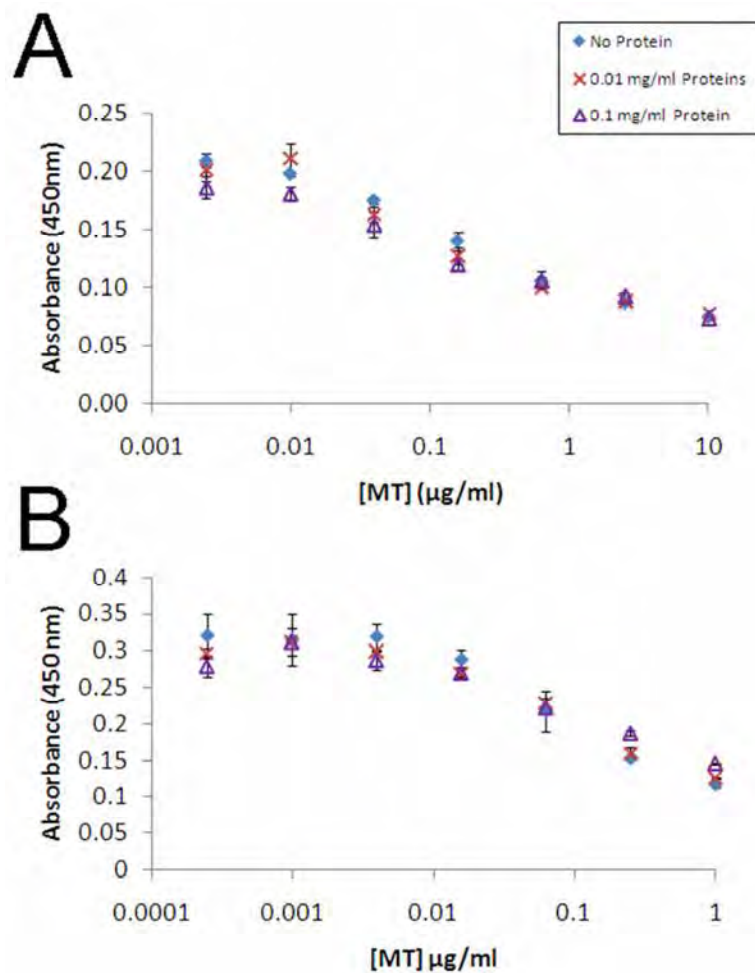 A
No Protein
0.01 mg/ml Proteins
0.1 mg/ml Protein
0.25
0.20
0.15
0.10
0.05
0.00
Absorbance (450nm)
0.001 0.01 0.1 1 10
[MT] (µg/ml)
B
0.4
0.35
0.3
0.25
0.2
0.15
0.1
0.05
0
Absorbance (450 nm)
0.0001 0.001 0.01 0.1 1
[MT] µg/ml